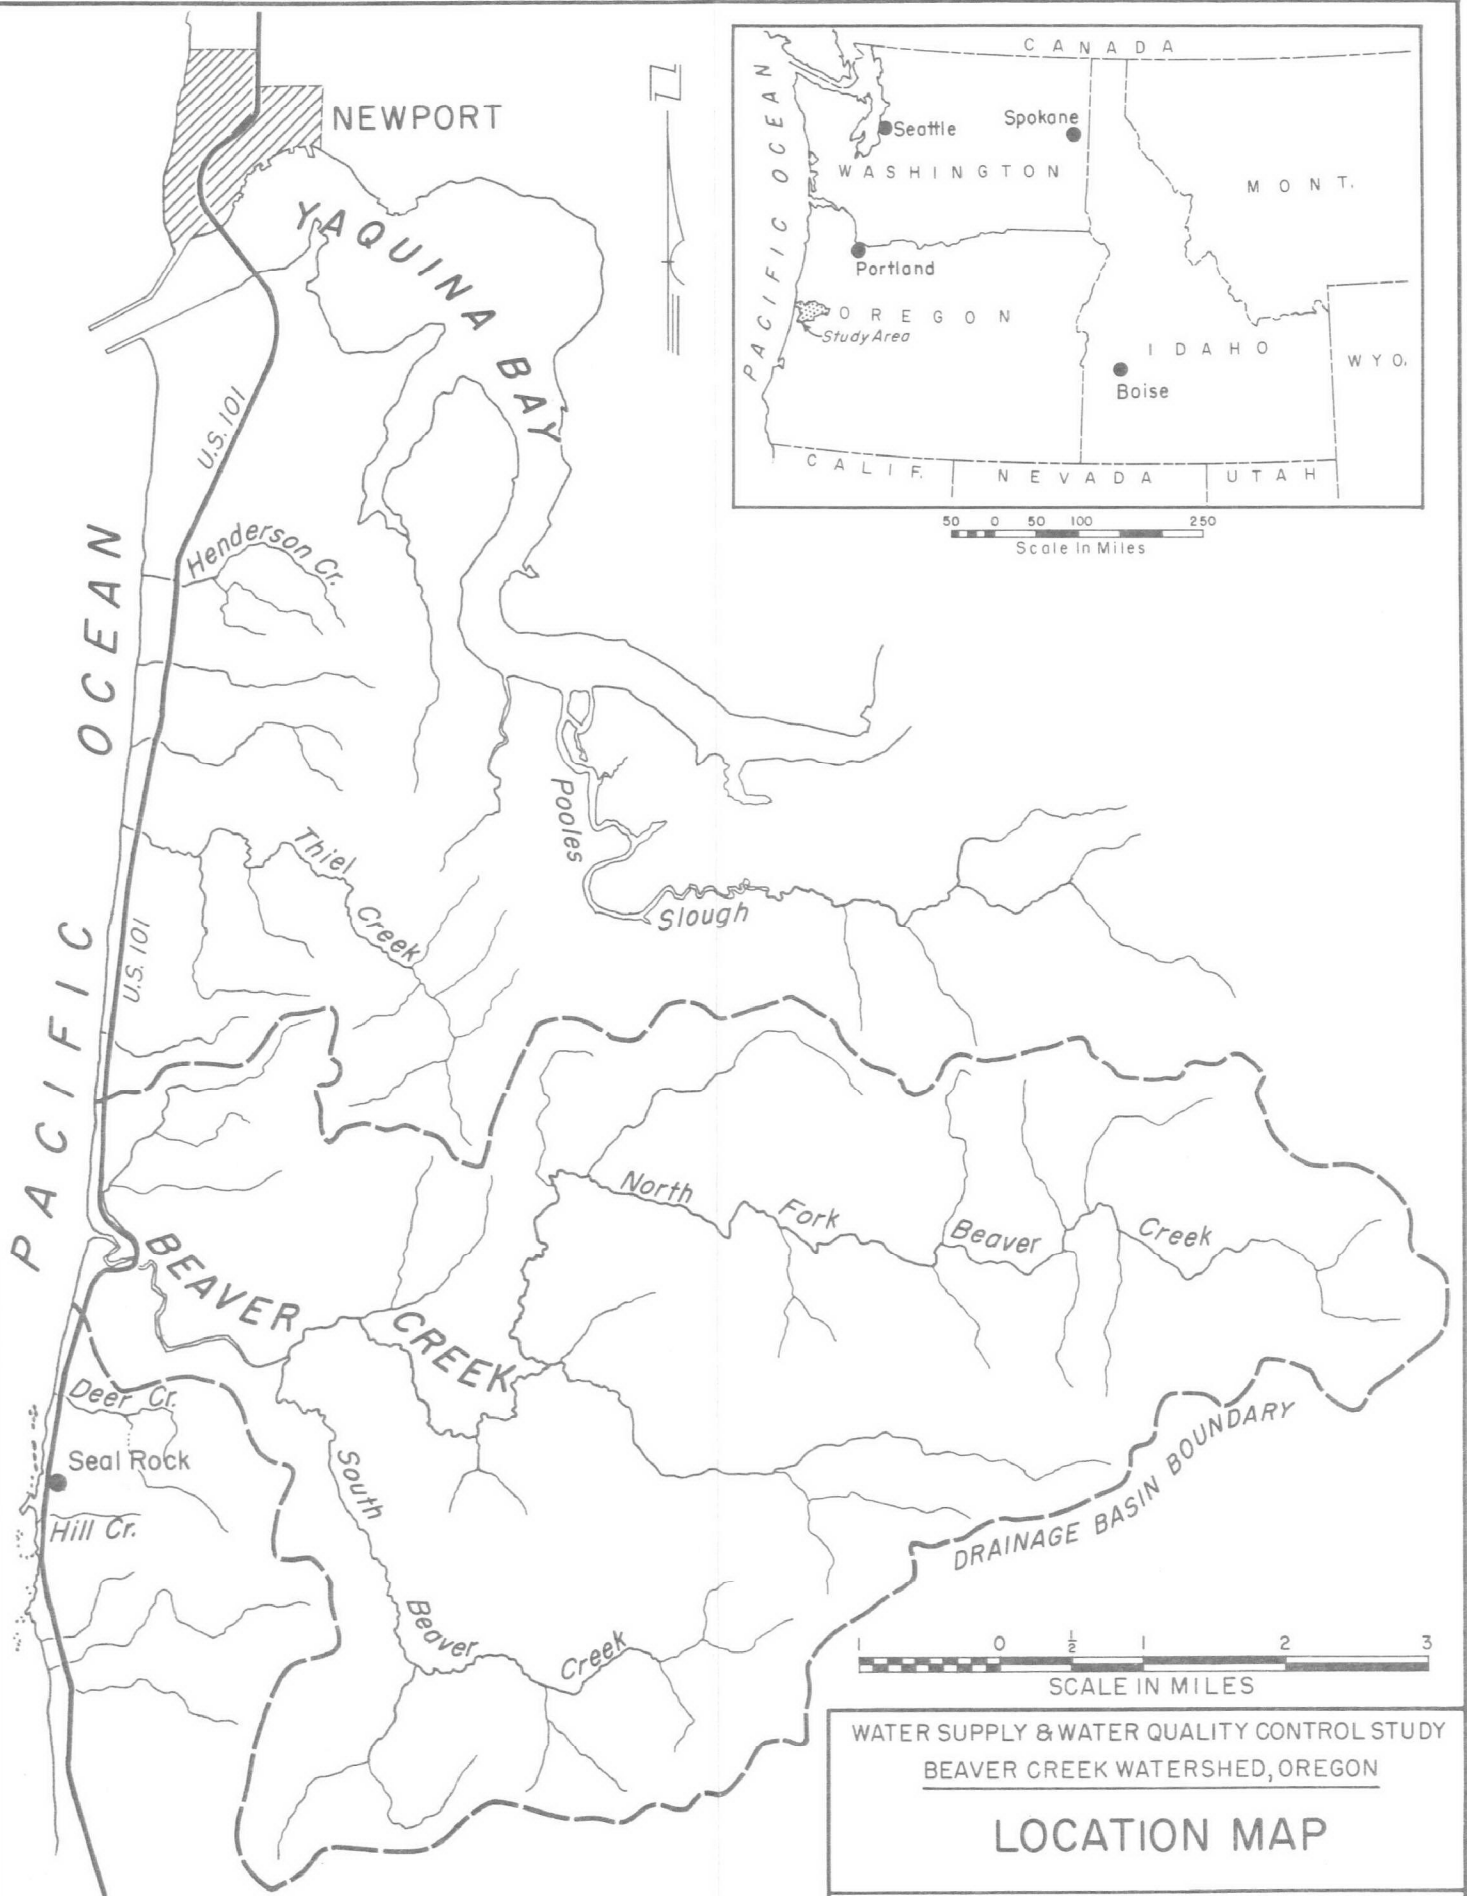 NEWPORT
YAQUINA BAY
U.S. 101
Henderson Cr.
PACIFIC OCEAN
Pooles
Slough
Thiel
Creek
U.S. 101
North Fork Beaver Creek
BEAVER CREEK
Deer Cr.
Seal Rock
Hill Cr.
South Beaver Creek
DRAINAGE BASIN BOUNDARY
CANADA
PACIFIC OCEAN
Seattle
Spokane
WASHINGTON
MONT.
Portland
OREGON
Study Area
IDAHO
WYO.
Boise
CALIF.
NEVADA
UTAH
50 0 50 100 250
Scale In Miles
1 0 ½ 1 2 3
SCALE IN MILES
WATER SUPPLY & WATER QUALITY CONTROL STUDY
BEAVER CREEK WATERSHED, OREGON
LOCATION MAP